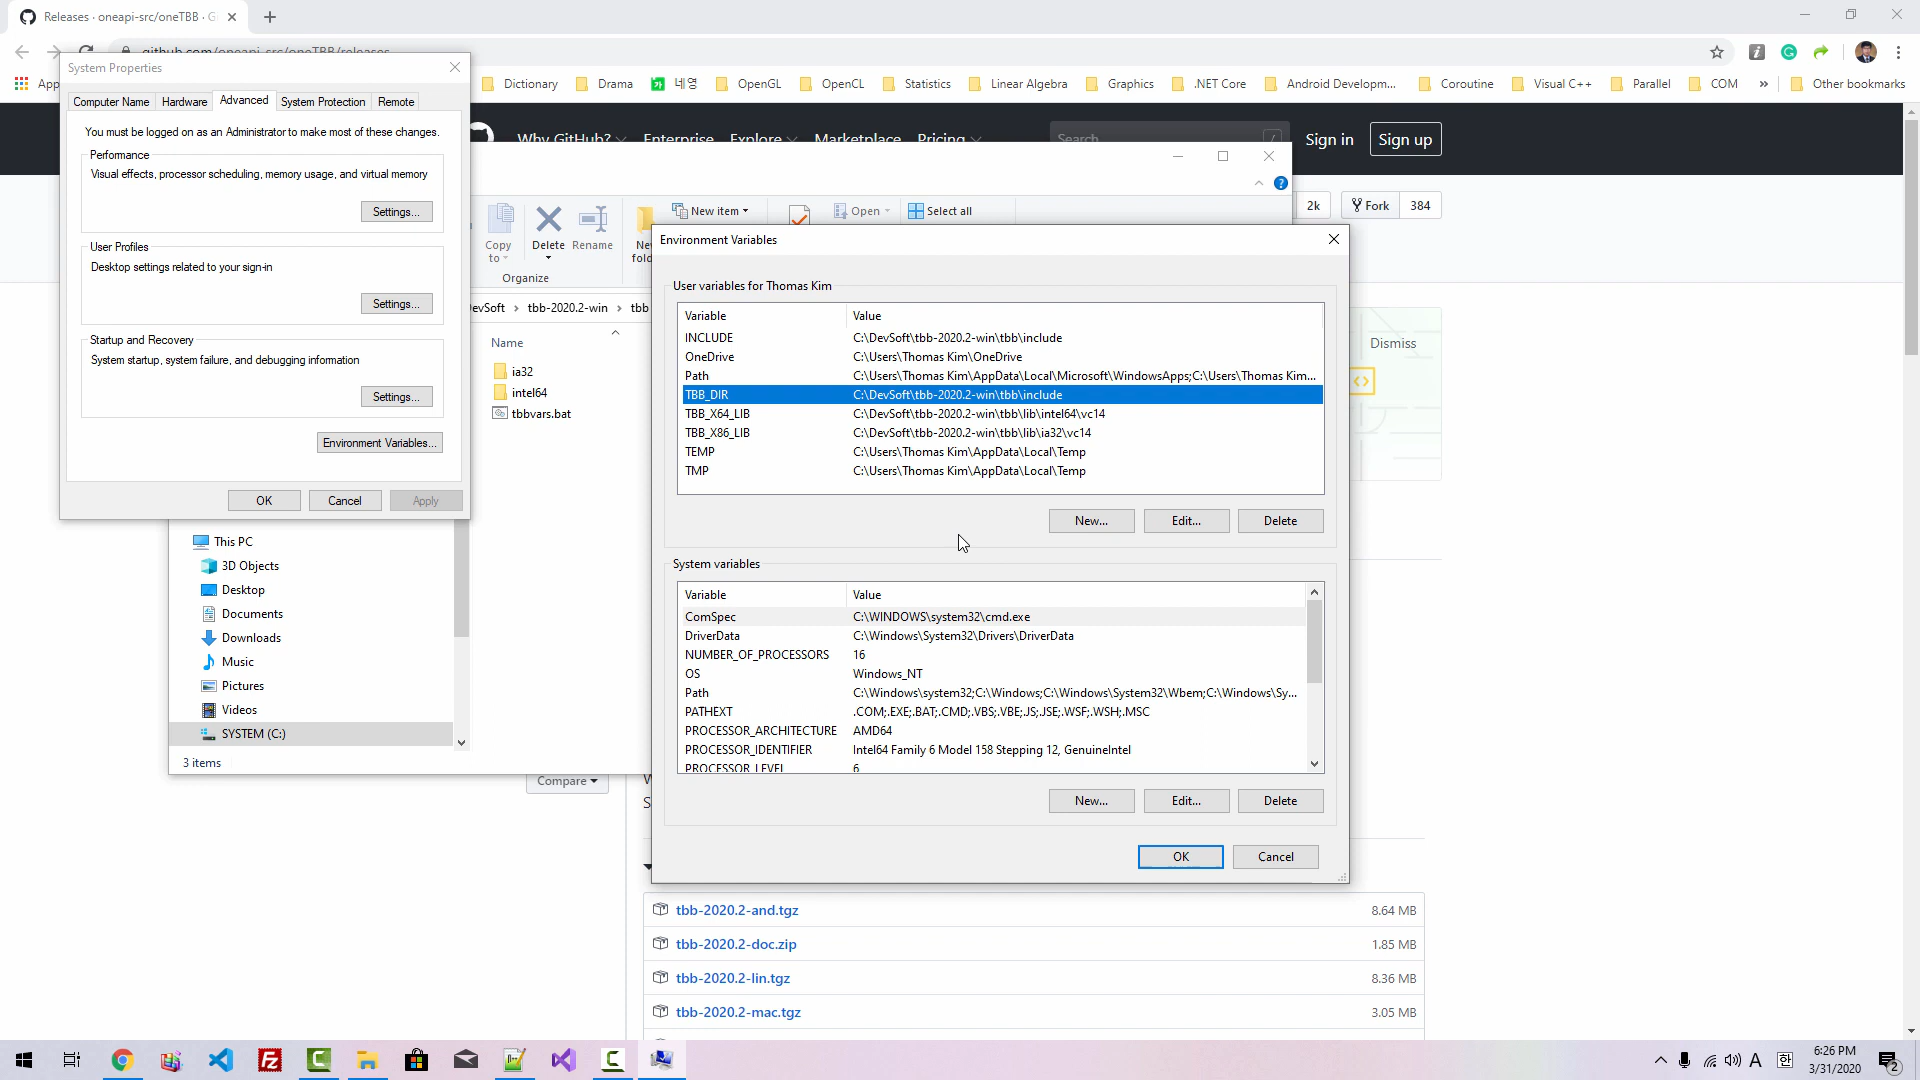 Releases · oneapi-src/oneTBB · G
github.com/oneapi-src/oneTBB/releases
App
Dictionary
Drama
네영
OpenGL
OpenCL
Statistics
Linear Algebra
Graphics
.NET Core
Android Developm...
Coroutine
Visual C++
Parallel
COM
»
Other bookmarks
Why GitHub?
Enterprise
Explore
Marketplace
Pricing
Search
/
Sign in
Sign up
2k
Fork
384
Dismiss
System Properties
Computer Name
Hardware
Advanced
System Protection
Remote
You must be logged on as an Administrator to make most of these changes.
Performance
Visual effects, processor scheduling, memory usage, and virtual memory
Settings...
User Profiles
Desktop settings related to your sign-in
Settings...
Startup and Recovery
System startup, system failure, and debugging information
Settings...
Environment Variables...
OK
Cancel
Apply
Copy
to
Delete
Rename
New
fold
New item
Open
Select all
Organize
DevSoft › tbb-2020.2-win › tbb
Name
ia32
intel64
tbbvars.bat
This PC
3D Objects
Desktop
Documents
Downloads
Music
Pictures
Videos
SYSTEM (C:)
3 items
Compare
Environment Variables
User variables for Thomas Kim
Variable Value
INCLUDE C:\DevSoft\tbb-2020.2-win\tbb\include
OneDrive C:\Users\Thomas Kim\OneDrive
Path C:\Users\Thomas Kim\AppData\Local\Microsoft\WindowsApps;C:\Users\Thomas Kim...
TBB_DIR C:\DevSoft\tbb-2020.2-win\tbb\include
TBB_X64_LIB C:\DevSoft\tbb-2020.2-win\tbb\lib\intel64\vc14
TBB_X86_LIB C:\DevSoft\tbb-2020.2-win\tbb\lib\ia32\vc14
TEMP C:\Users\Thomas Kim\AppData\Local\Temp
TMP C:\Users\Thomas Kim\AppData\Local\Temp
New...
Edit...
Delete
System variables
Variable Value
ComSpec C:\WINDOWS\system32\cmd.exe
DriverData C:\Windows\System32\Drivers\DriverData
NUMBER_OF_PROCESSORS 16
OS Windows_NT
Path C:\Windows\system32;C:\Windows;C:\Windows\System32\Wbem;C:\Windows\Sy...
PATHEXT .COM;.EXE;.BAT;.CMD;.VBS;.VBE;.JS;.JSE;.WSF;.WSH;.MSC
PROCESSOR_ARCHITECTURE AMD64
PROCESSOR_IDENTIFIER Intel64 Family 6 Model 158 Stepping 12, GenuineIntel
PROCESSOR_LEVEL 6
New...
Edit...
Delete
OK
Cancel
tbb-2020.2-and.tgz 8.64 MB
tbb-2020.2-doc.zip 1.85 MB
tbb-2020.2-lin.tgz 8.36 MB
tbb-2020.2-mac.tgz 3.05 MB
A
한
6:26 PM
3/31/2020
2